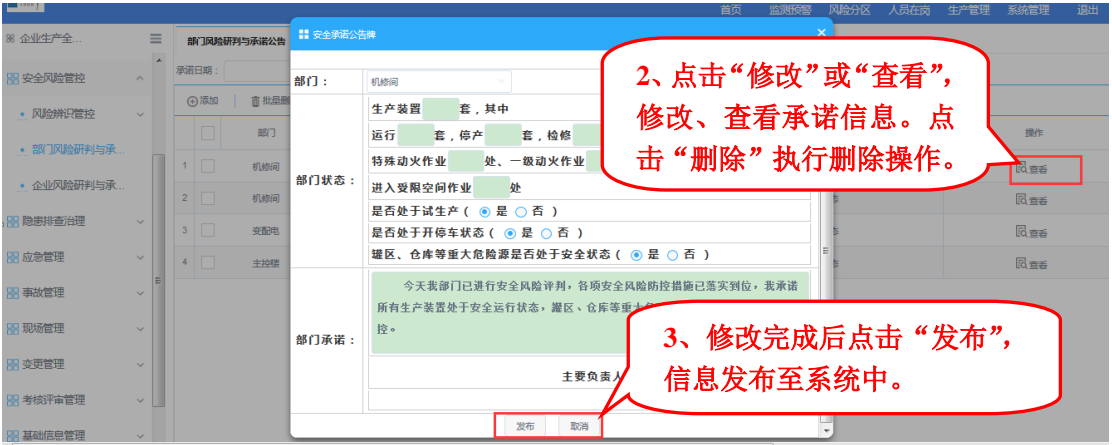 首页 监测预警 风险分区 人员在岗 生产管理 系统管理 退出
企业生产全...
安全风险管控
风险辨识管控
部门风险研判与承...
企业风险研判与承...
隐患排查治理
应急管理
事故管理
现场管理
变更管理
考核评审管理
基础信息管理
部门风险研判与承诺公告
承诺日期：
添加 批量删
部门 操作
1 机修间 查看
2 机修间 查看
3 变配电 查看
4 主控楼 查看
安全承诺公告牌
部门： 机修间
部门状态：
生产装置 套，其中
运行 套，停产 套，检修
特殊动火作业 处、一级动火作业
进入受限空间作业 处
是否处于试生产（ 是 否 ）
是否处于开停车状态（ 是 否 ）
罐区、仓库等重大危险源是否处于安全状态（ 是 否 ）
部门承诺：
今天我部门已进行安全风险评判，各项安全风险防控措施已落实到位，我承诺
所有生产装置处于安全运行状态，罐区、仓库等重大
控。
主要负责人
发布 取消
2、点击“修改”或“查看”，
修改、查看承诺信息。点
击“删除”执行删除操作。
3、修改完成后点击“发布”，
信息发布至系统中。